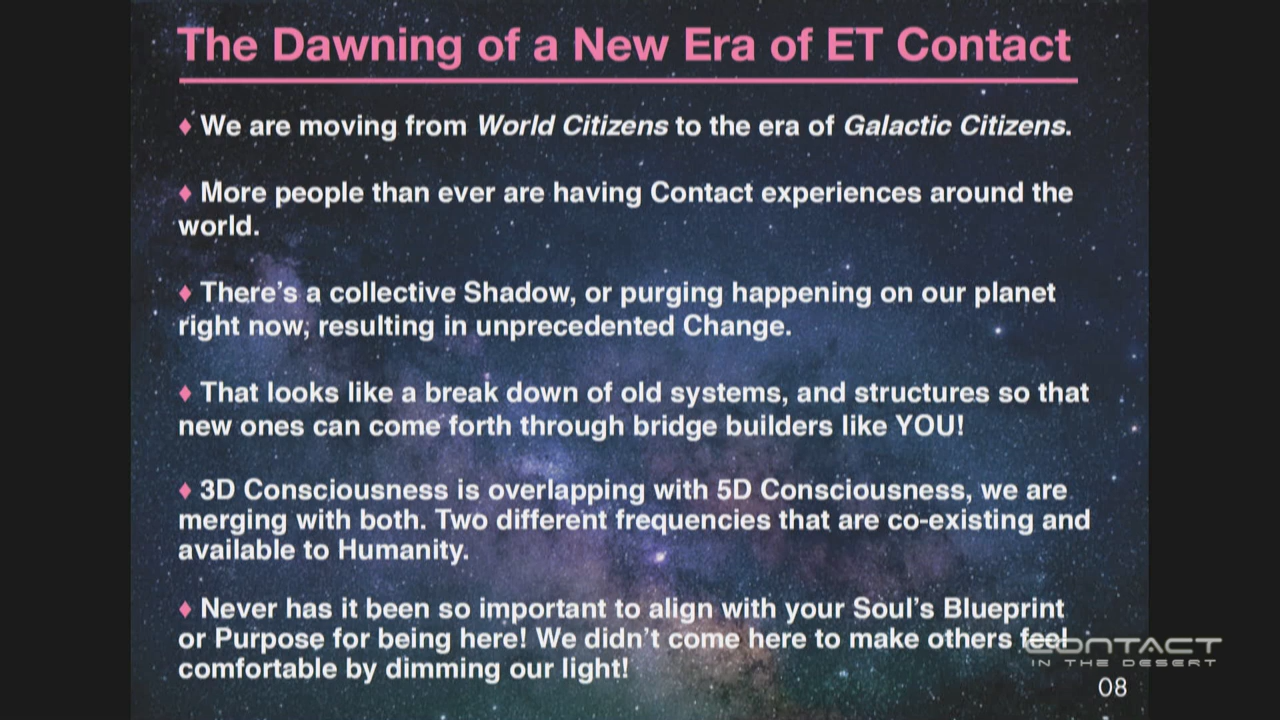 The Dawning of a New Era of ET Contact
♦ We are moving from World Citizens to the era of Galactic Citizens.
♦ More people than ever are having Contact experiences around the
world.
♦ There's a collective Shadow, or purging happening on our planet
right now, resulting in unprecedented Change.
♦ That looks like a break down of old systems, and structures so that
new ones can come forth through bridge builders like YOU!
♦ 3D Consciousness is overlapping with 5D Consciousness, we are
merging with both. Two different frequencies that are co-existing and
available to Humanity.
♦ Never has it been so important to align with your Soul's Blueprint
or Purpose for being here! We didn't come here to make others feel
comfortable by dimming our light!
CONTACT
IN THE DESERT
08